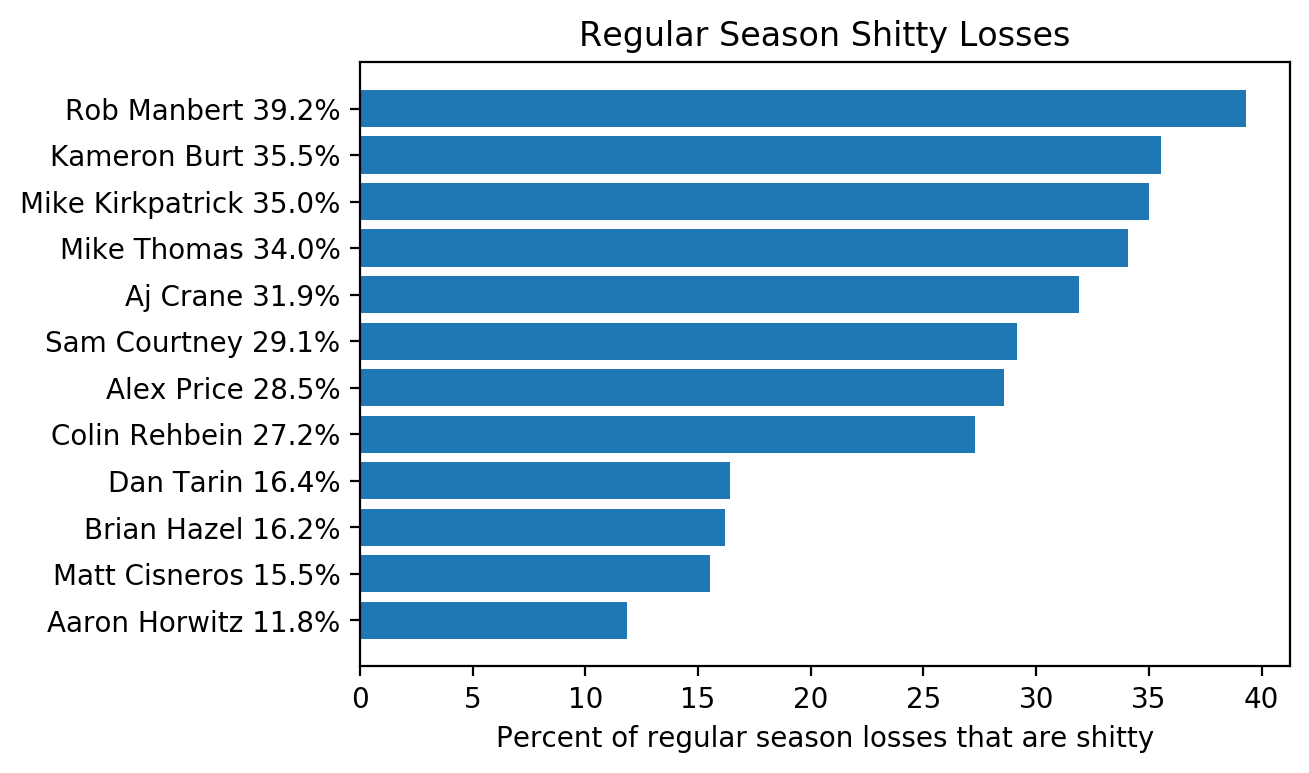 Regular Season Shitty Losses
Rob Manbert 39.2%
Kameron Burt 35.5%
Mike Kirkpatrick 35.0%
Mike Thomas 34.0%
Aj Crane 31.9%
Sam Courtney 29.1%
Alex Price 28.5%
Colin Rehbein 27.2%
Dan Tarin 16.4%
Brian Hazel 16.2%
Matt Cisneros 15.5%
Aaron Horwitz 11.8%
0 5 10 15 20 25 30 35 40
Percent of regular season losses that are shitty